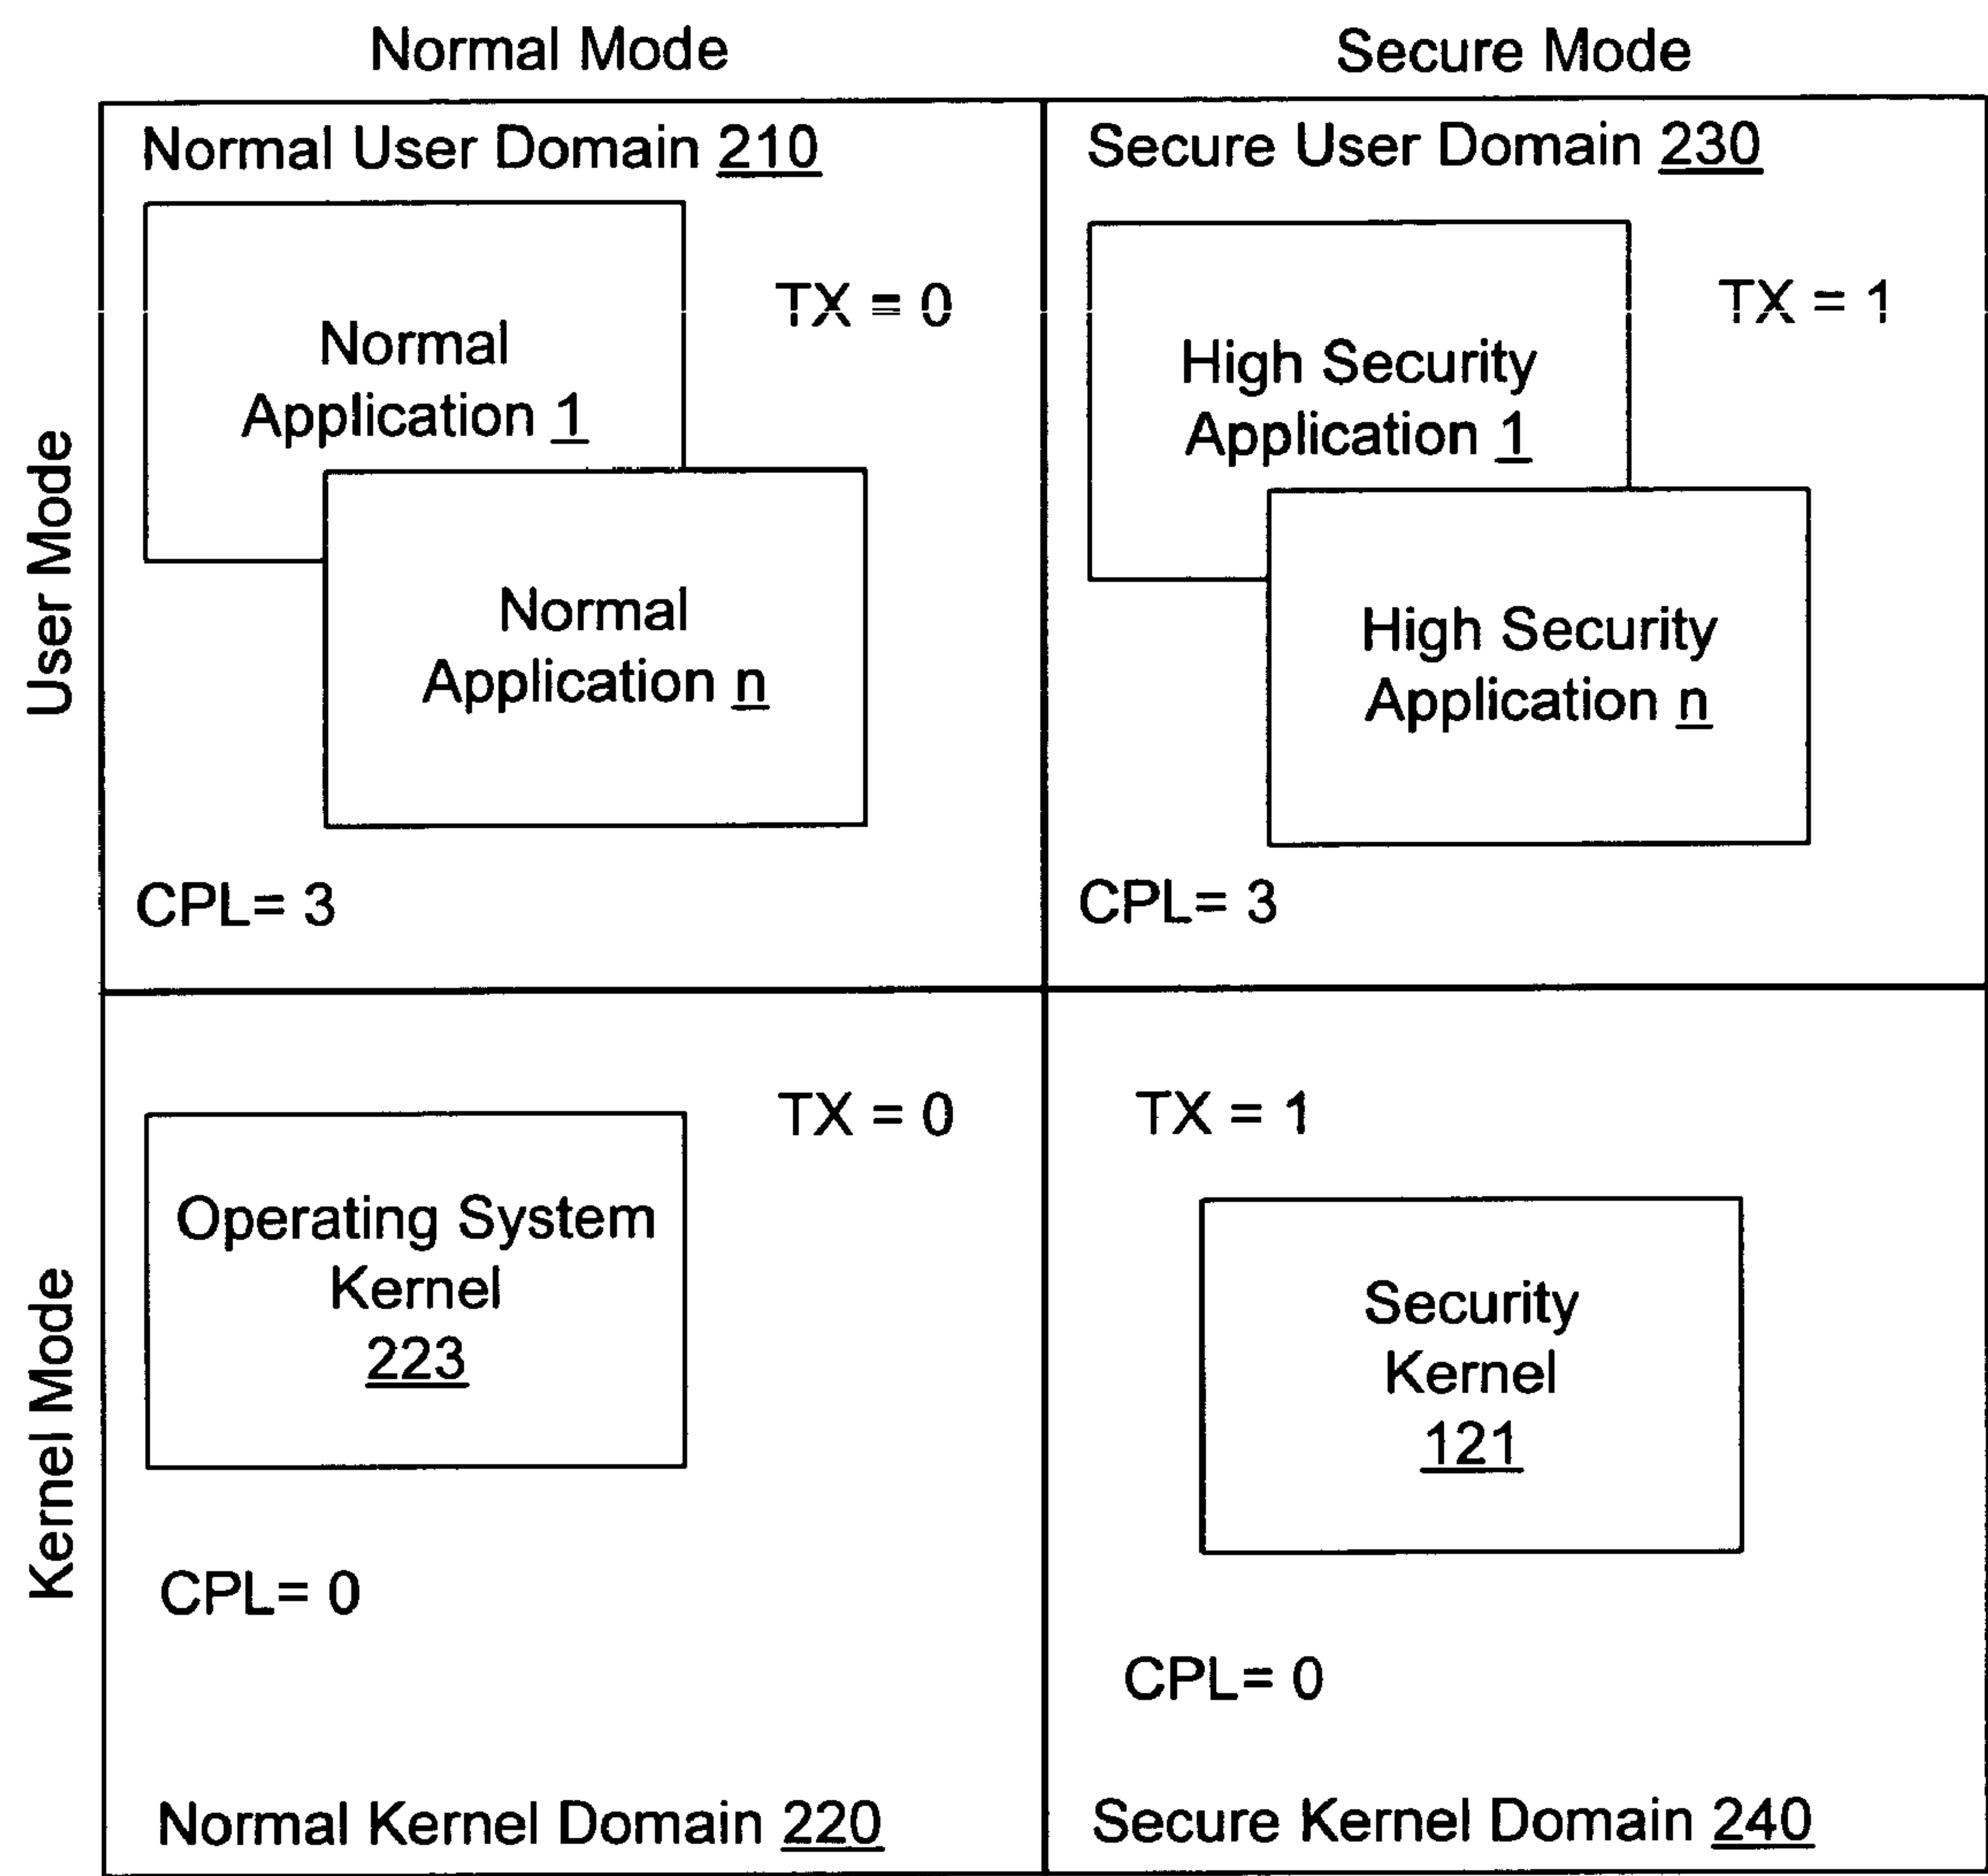 Normal Mode
Secure Mode
User Mode
Normal User Domain 210
TX = 0
Normal
Application 1
Normal
Application n
CPL= 3
Secure User Domain 230
TX = 1
High Security
Application 1
High Security
Application n
CPL= 3
Kernel Mode
TX = 0
Operating System
Kernel
223
CPL= 0
Normal Kernel Domain 220
TX = 1
Security
Kernel
121
CPL= 0
Secure Kernel Domain 240